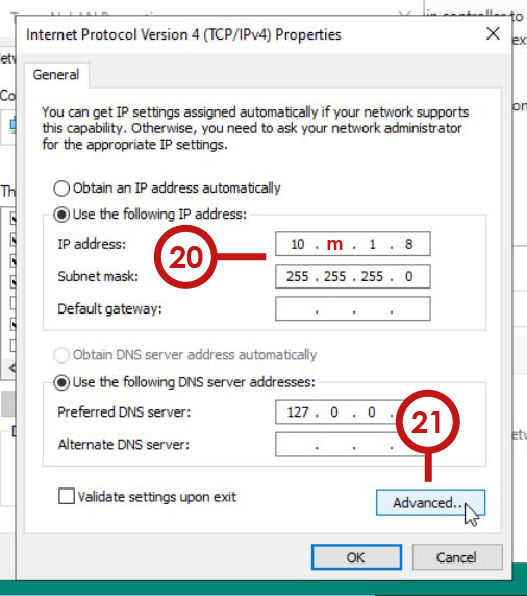 in controller to
Internet Protocol Version 4 (TCP/IPv4) Properties
General
You can get IP settings assigned automatically if your network supports
this capability. Otherwise, you need to ask your network administrator
for the appropriate IP settings.
Obtain an IP address automatically
Use the following IP address:
IP address: 10 . m . 1 . 8
20
Subnet mask: 255 . 255 . 255 . 0
Default gateway: . . .
Obtain DNS server address automatically
Use the following DNS server addresses:
Preferred DNS server: 127 . 0 . 0 .
21
Alternate DNS server: . . .
Validate settings upon exit
Advanced...
OK Cancel